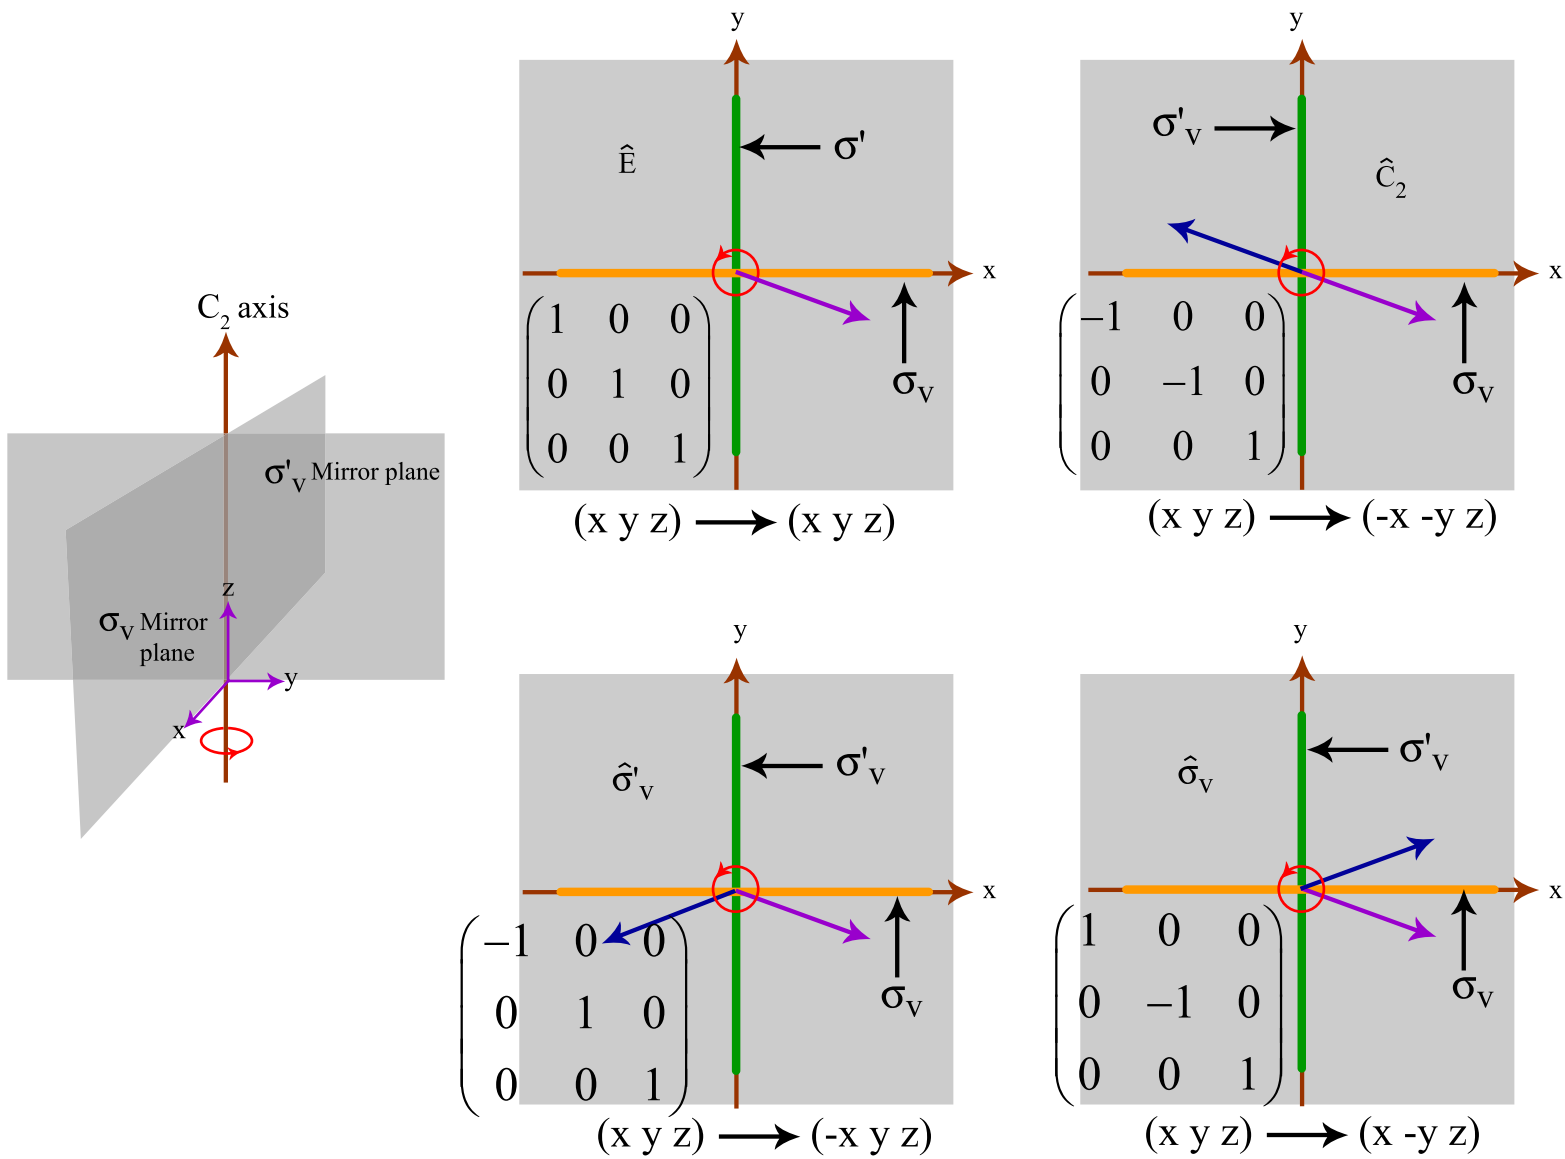 C₂ axis
σ'v Mirror plane
z
σv Mirror
plane
y
x
y
Ê
σ'
x
1 0 0
0 1 0
0 0 1
σv
(x y z) → (x y z)
y
σ'v
Ĉ₂
x
−1 0 0
0 −1 0
0 0 1
σv
(x y z) → (-x -y z)
y
σ̂'v
σ'v
x
−1 0 0
0 1 0
0 0 1
σv
(x y z) → (-x y z)
y
σ̂v
σ'v
x
1 0 0
0 −1 0
0 0 1
σv
(x y z) → (x -y z)